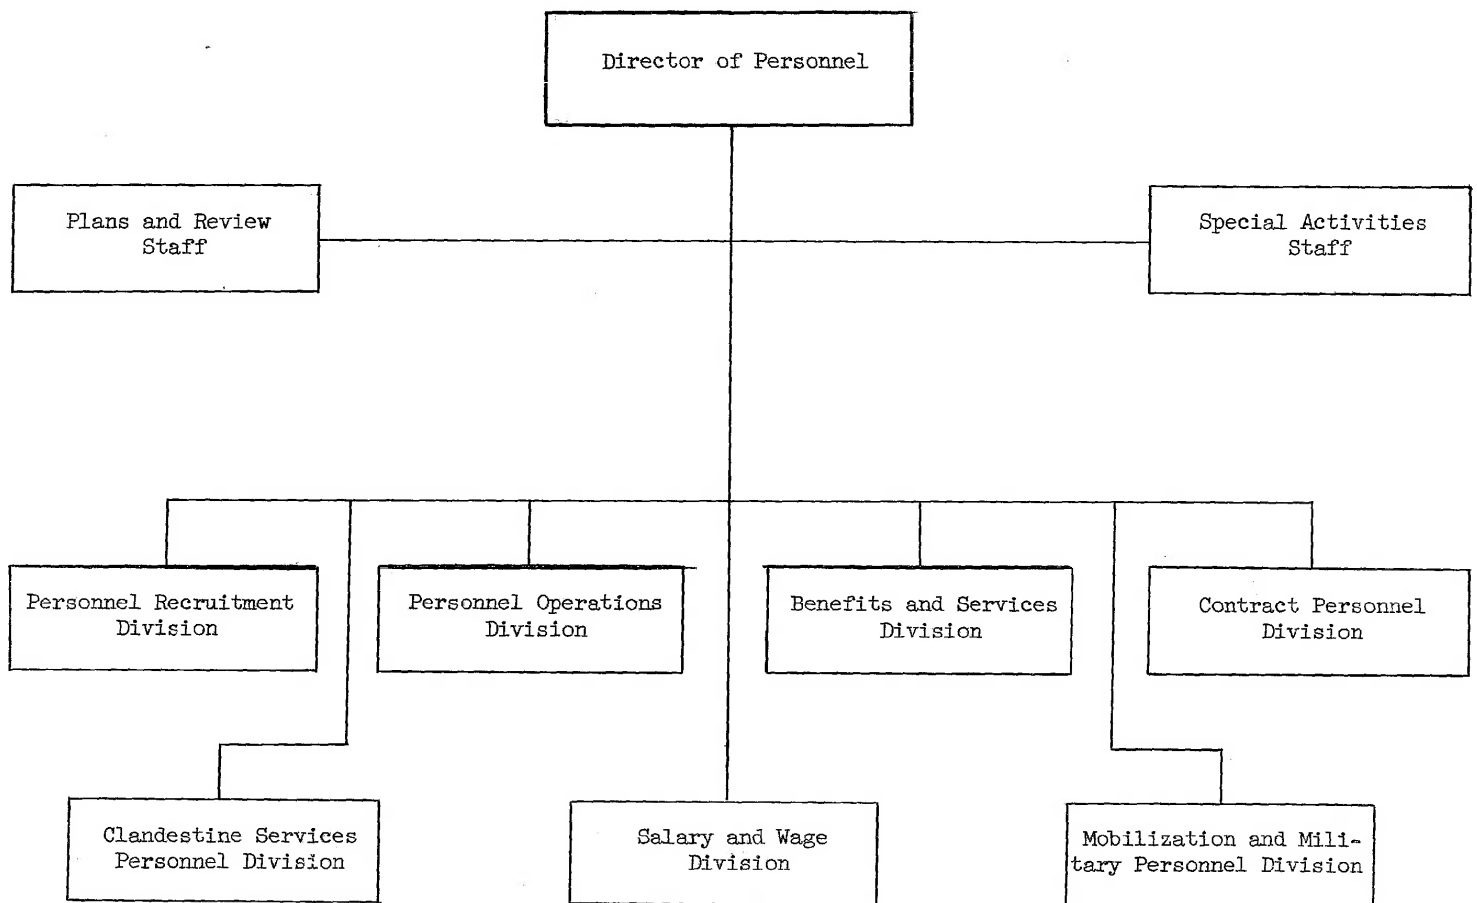 Director of Personnel
Plans and Review
Staff
Special Activities
Staff
Personnel Recruitment
Division
Personnel Operations
Division
Benefits and Services
Division
Contract Personnel
Division
Clandestine Services
Personnel Division
Salary and Wage
Division
Mobilization and Mili-
tary Personnel Division